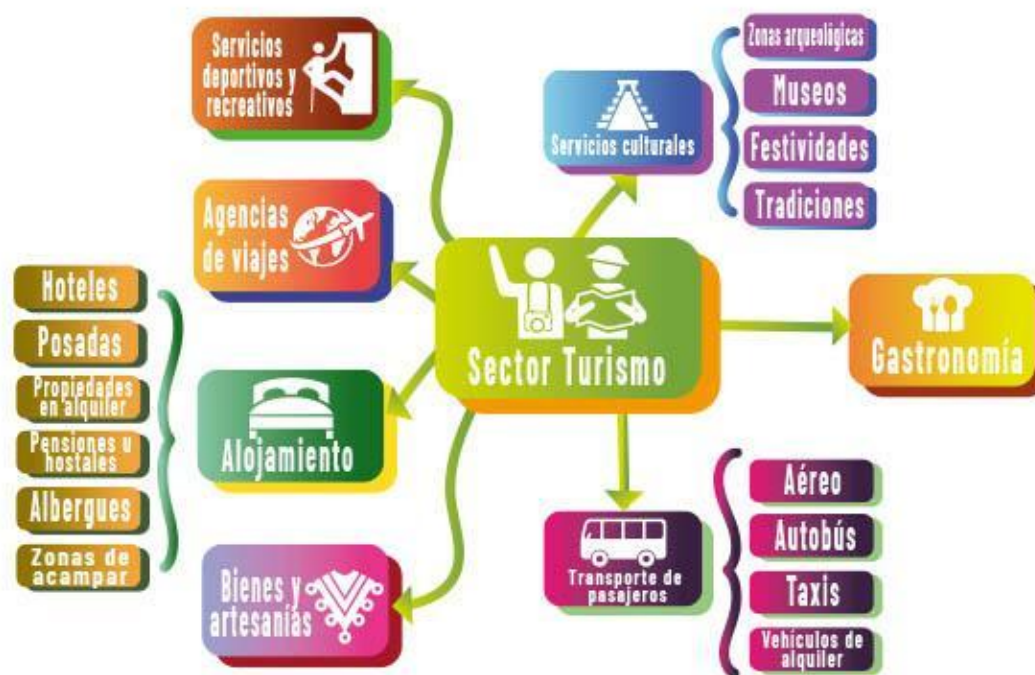 Servicios
deportivos y
recreativos
Agencias
de viajes
Hoteles
Posadas
Propiedades
en alquiler
Pensiones u
hostales
Albergues
Zonas de
acampar
Alojamiento
Bienes y
artesanías
Sector Turismo
Servicios culturales
Zonas arqueológicas
Museos
Festividades
Tradiciones
Gastronomía
Transporte de
pasajeros
Aéreo
Autobús
Taxis
Vehículos de
alquiler